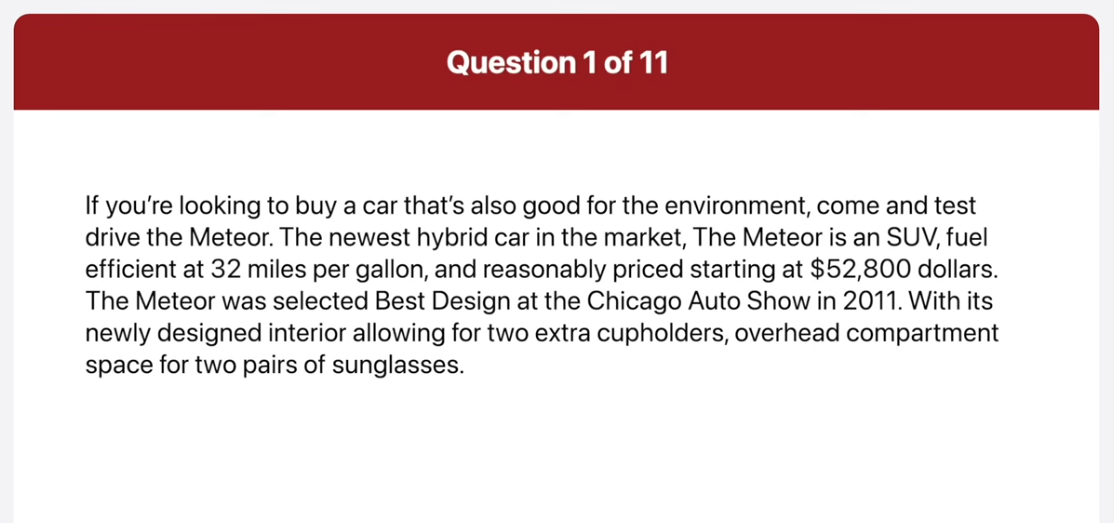 Question 1 of 11
If you’re looking to buy a car that’s also good for the environment, come and test
drive the Meteor. The newest hybrid car in the market, The Meteor is an SUV, fuel
efficient at 32 miles per gallon, and reasonably priced starting at $52,800 dollars.
The Meteor was selected Best Design at the Chicago Auto Show in 2011. With its
newly designed interior allowing for two extra cupholders, overhead compartment
space for two pairs of sunglasses.